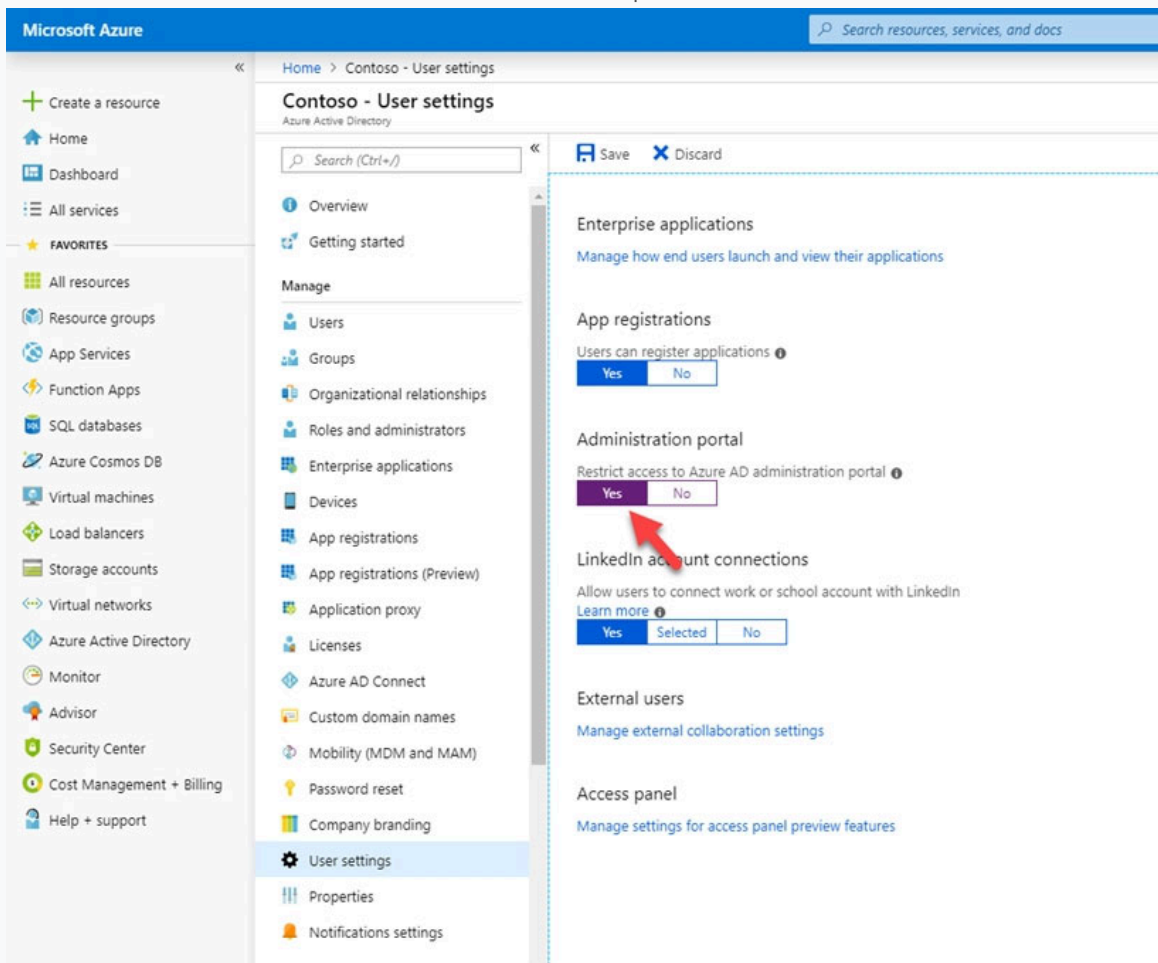 Microsoft Azure
Search resources, services, and docs
«
Create a resource
Home
Dashboard
All services
FAVORITES
All resources
Resource groups
App Services
Function Apps
SQL databases
Azure Cosmos DB
Virtual machines
Load balancers
Storage accounts
Virtual networks
Azure Active Directory
Monitor
Advisor
Security Center
Cost Management + Billing
Help + support
Home > Contoso - User settings
Contoso - User settings
Azure Active Directory
Search (Ctrl+/)
«
Overview
Getting started
Manage
Users
Groups
Organizational relationships
Roles and administrators
Enterprise applications
Devices
App registrations
App registrations (Preview)
Application proxy
Licenses
Azure AD Connect
Custom domain names
Mobility (MDM and MAM)
Password reset
Company branding
User settings
Properties
Notifications settings
Save Discard
Enterprise applications
Manage how end users launch and view their applications
App registrations
Users can register applications
Yes No
Administration portal
Restrict access to Azure AD administration portal
Yes No
LinkedIn account connections
Allow users to connect work or school account with LinkedIn
Learn more
Yes Selected No
External users
Manage external collaboration settings
Access panel
Manage settings for access panel preview features